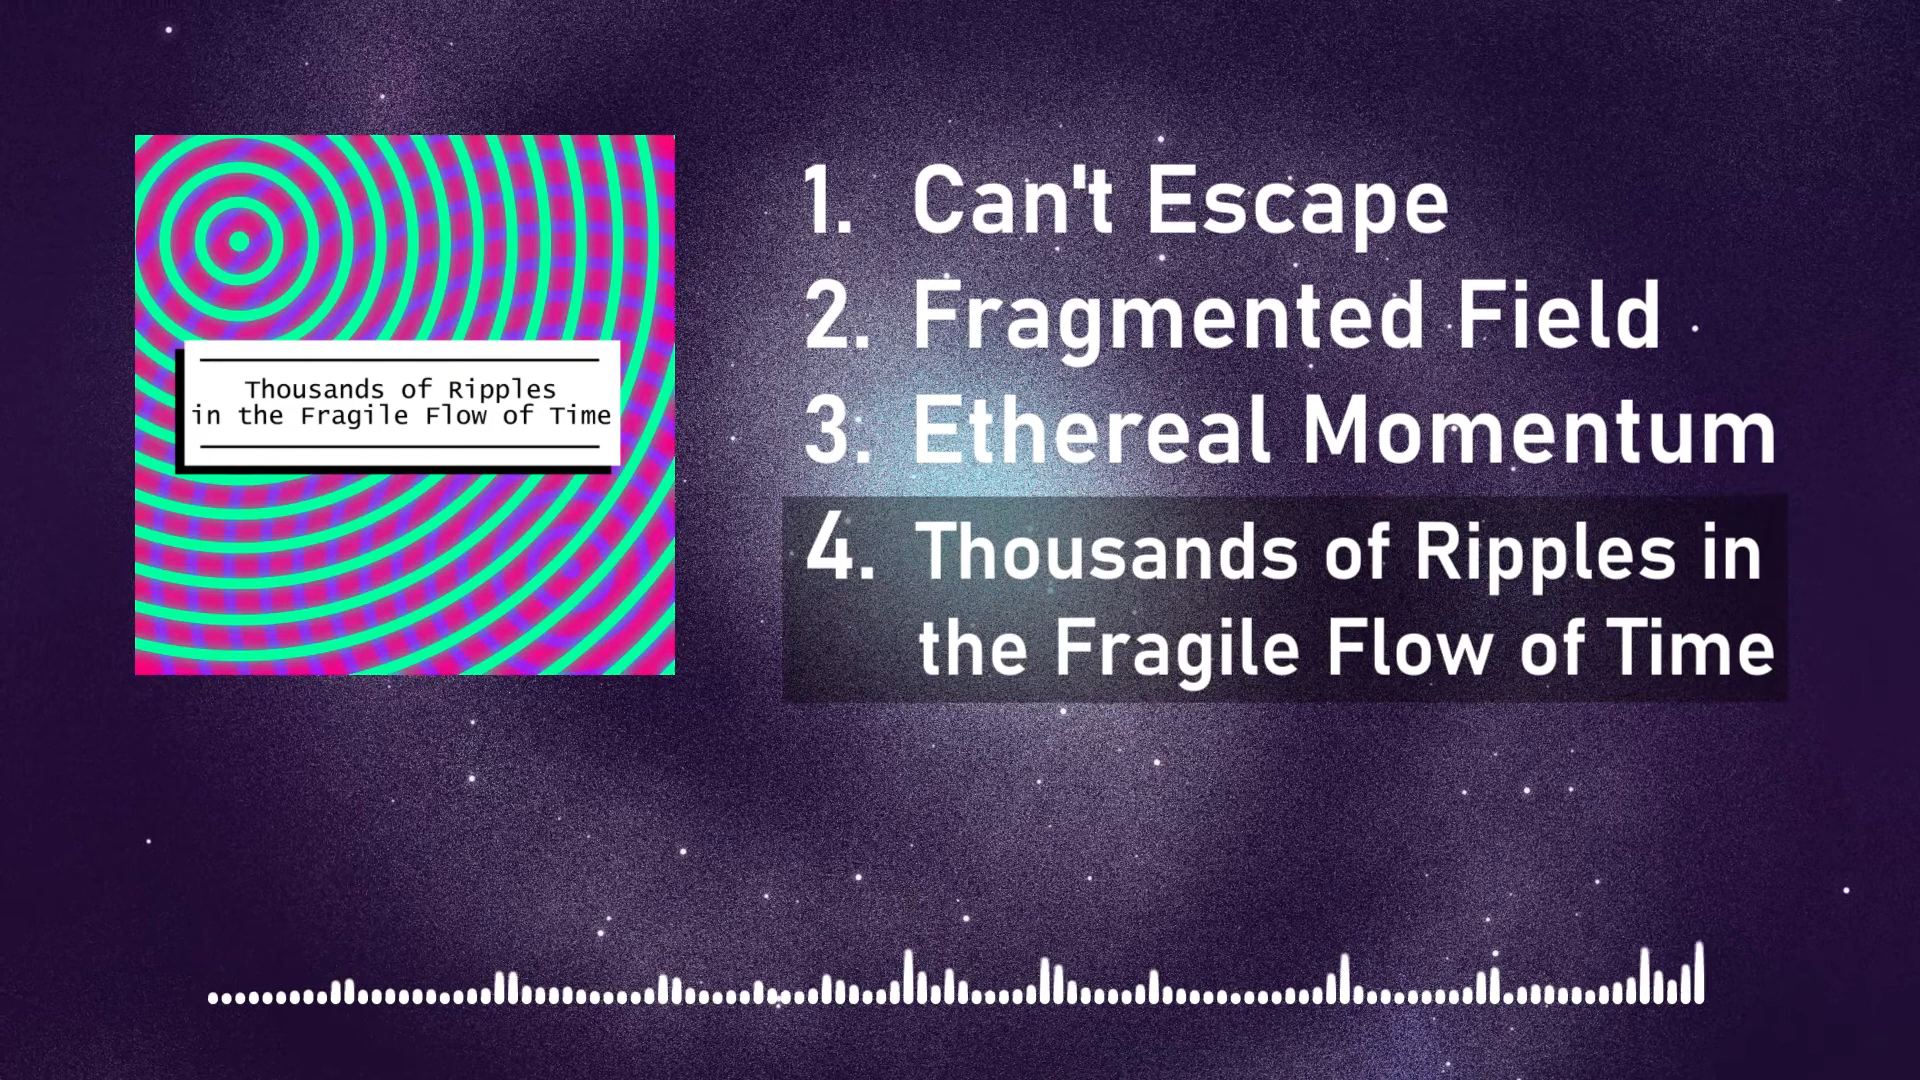 Thousands of Ripples
in the Fragile Flow of Time
1. Can't Escape
2. Fragmented Field
3. Ethereal Momentum
4. Thousands of Ripples in
the Fragile Flow of Time